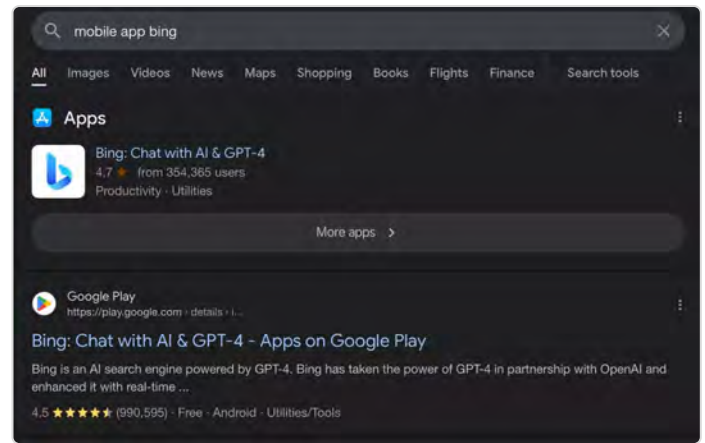 mobile app bing
All Images Videos News Maps Shopping Books Flights Finance Search tools
Apps
Bing: Chat with AI & GPT-4
4.7 ★ from 354,365 users
Productivity · Utilities
More apps >
Google Play
https://play.google.com › details › i...
Bing: Chat with AI & GPT-4 - Apps on Google Play
Bing is an AI search engine powered by GPT-4. Bing has taken the power of GPT-4 in partnership with OpenAI and
enhanced it with real-time ...
4.5 ★★★★★ (990,595) · Free · Android · Utilities/Tools